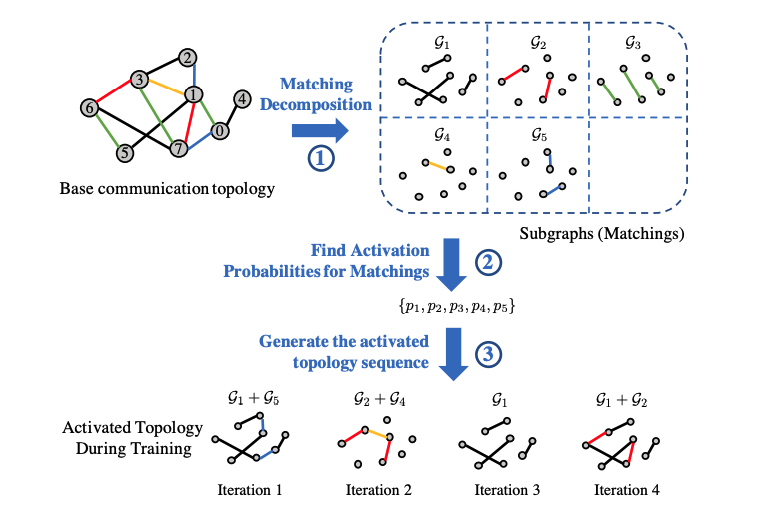 2
3
1
4
6
0
5
7
Base communication topology
Matching
Decomposition
1
𝒢₁ 𝒢₂ 𝒢₃
𝒢₄ 𝒢₅
Subgraphs (Matchings)
Find Activation
Probabilities for Matchings
2
{p₁, p₂, p₃, p₄, p₅}
Generate the activated
topology sequence
3
Activated Topology
During Training
𝒢₁ + 𝒢₅ 𝒢₂ + 𝒢₄ 𝒢₁ 𝒢₁ + 𝒢₂
Iteration 1 Iteration 2 Iteration 3 Iteration 4